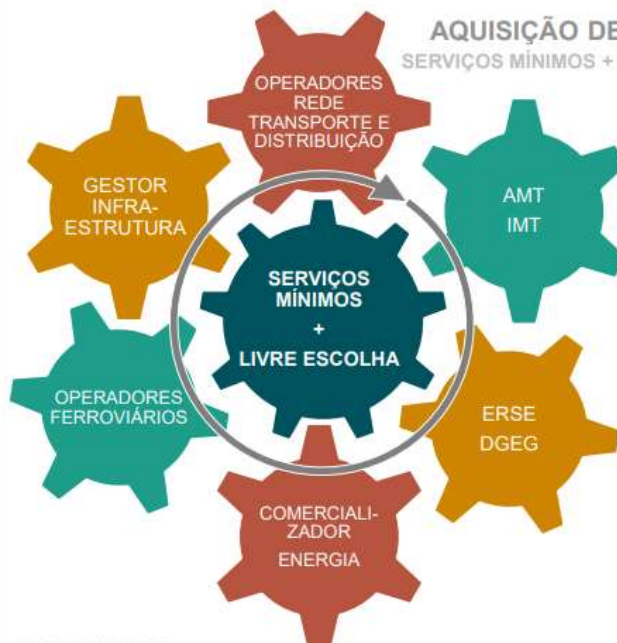 AQUISIÇÃO DE
SERVIÇOS MÍNIMOS +
OPERADORES
REDE
TRANSPORTE E
DISTRIBUIÇÃO
GESTOR
INFRA-
ESTRUTURA
AMT
IMT
SERVIÇOS
MÍNIMOS
+
LIVRE ESCOLHA
OPERADORES
FERROVIÁRIOS
ERSE
DGEG
COMERCIALI-
ZADOR
ENERGIA